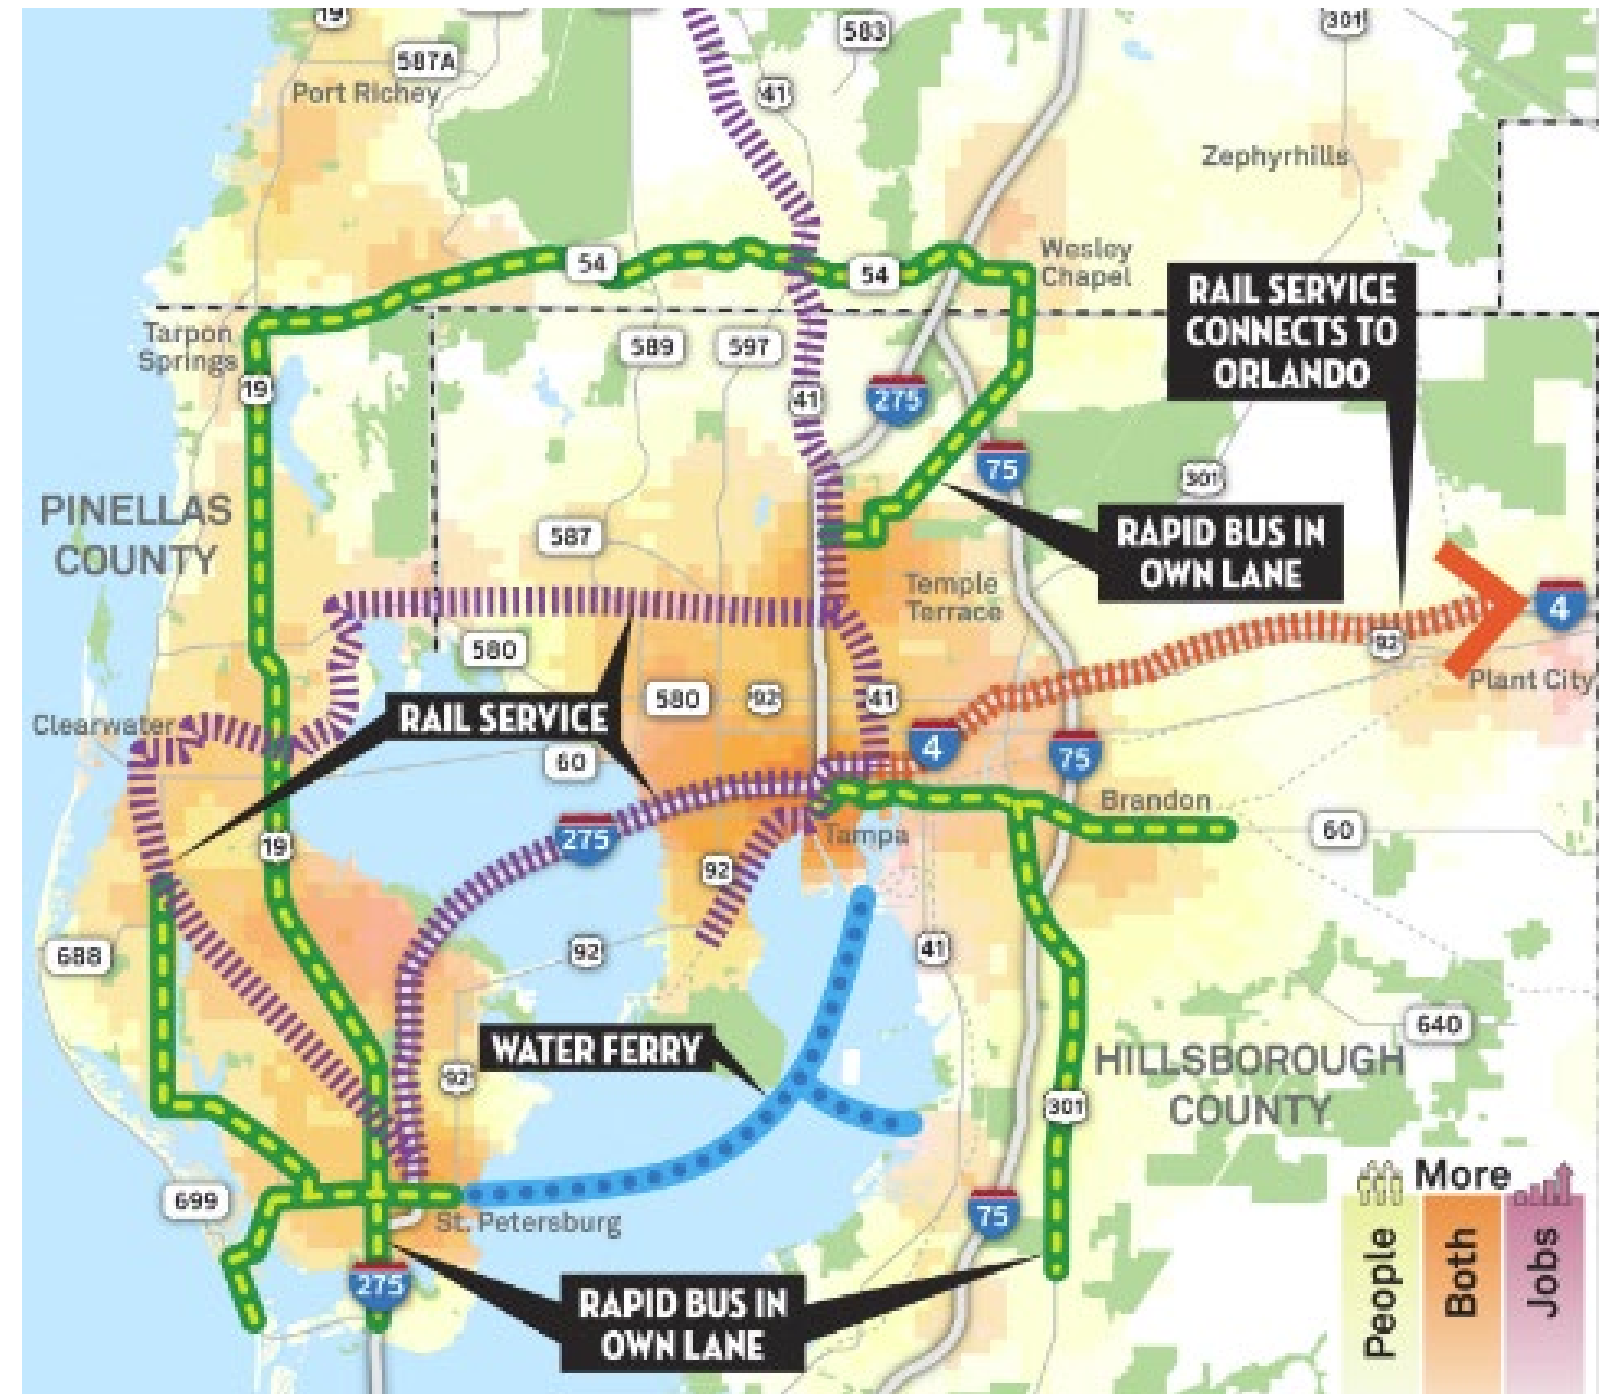 19
583
301
587A
41
Port Richey
Zephyrhills
Wesley
Chapel
54
54
RAIL SERVICE
CONNECTS TO
ORLANDO
Tarpon
Springs
589
597
19
41
275
75
301
PINELLAS
COUNTY
587
RAPID BUS IN
OWN LANE
Temple
Terrace
4
92
580
Plant City
580
92
41
Clearwater
RAIL SERVICE
4
75
60
Brandon
275
Tampa
60
19
92
688
92
41
640
WATER FERRY
HILLSBOROUGH
COUNTY
92
301
More
699
St. Petersburg
75
275
People
Both
Jobs
RAPID BUS IN
OWN LANE